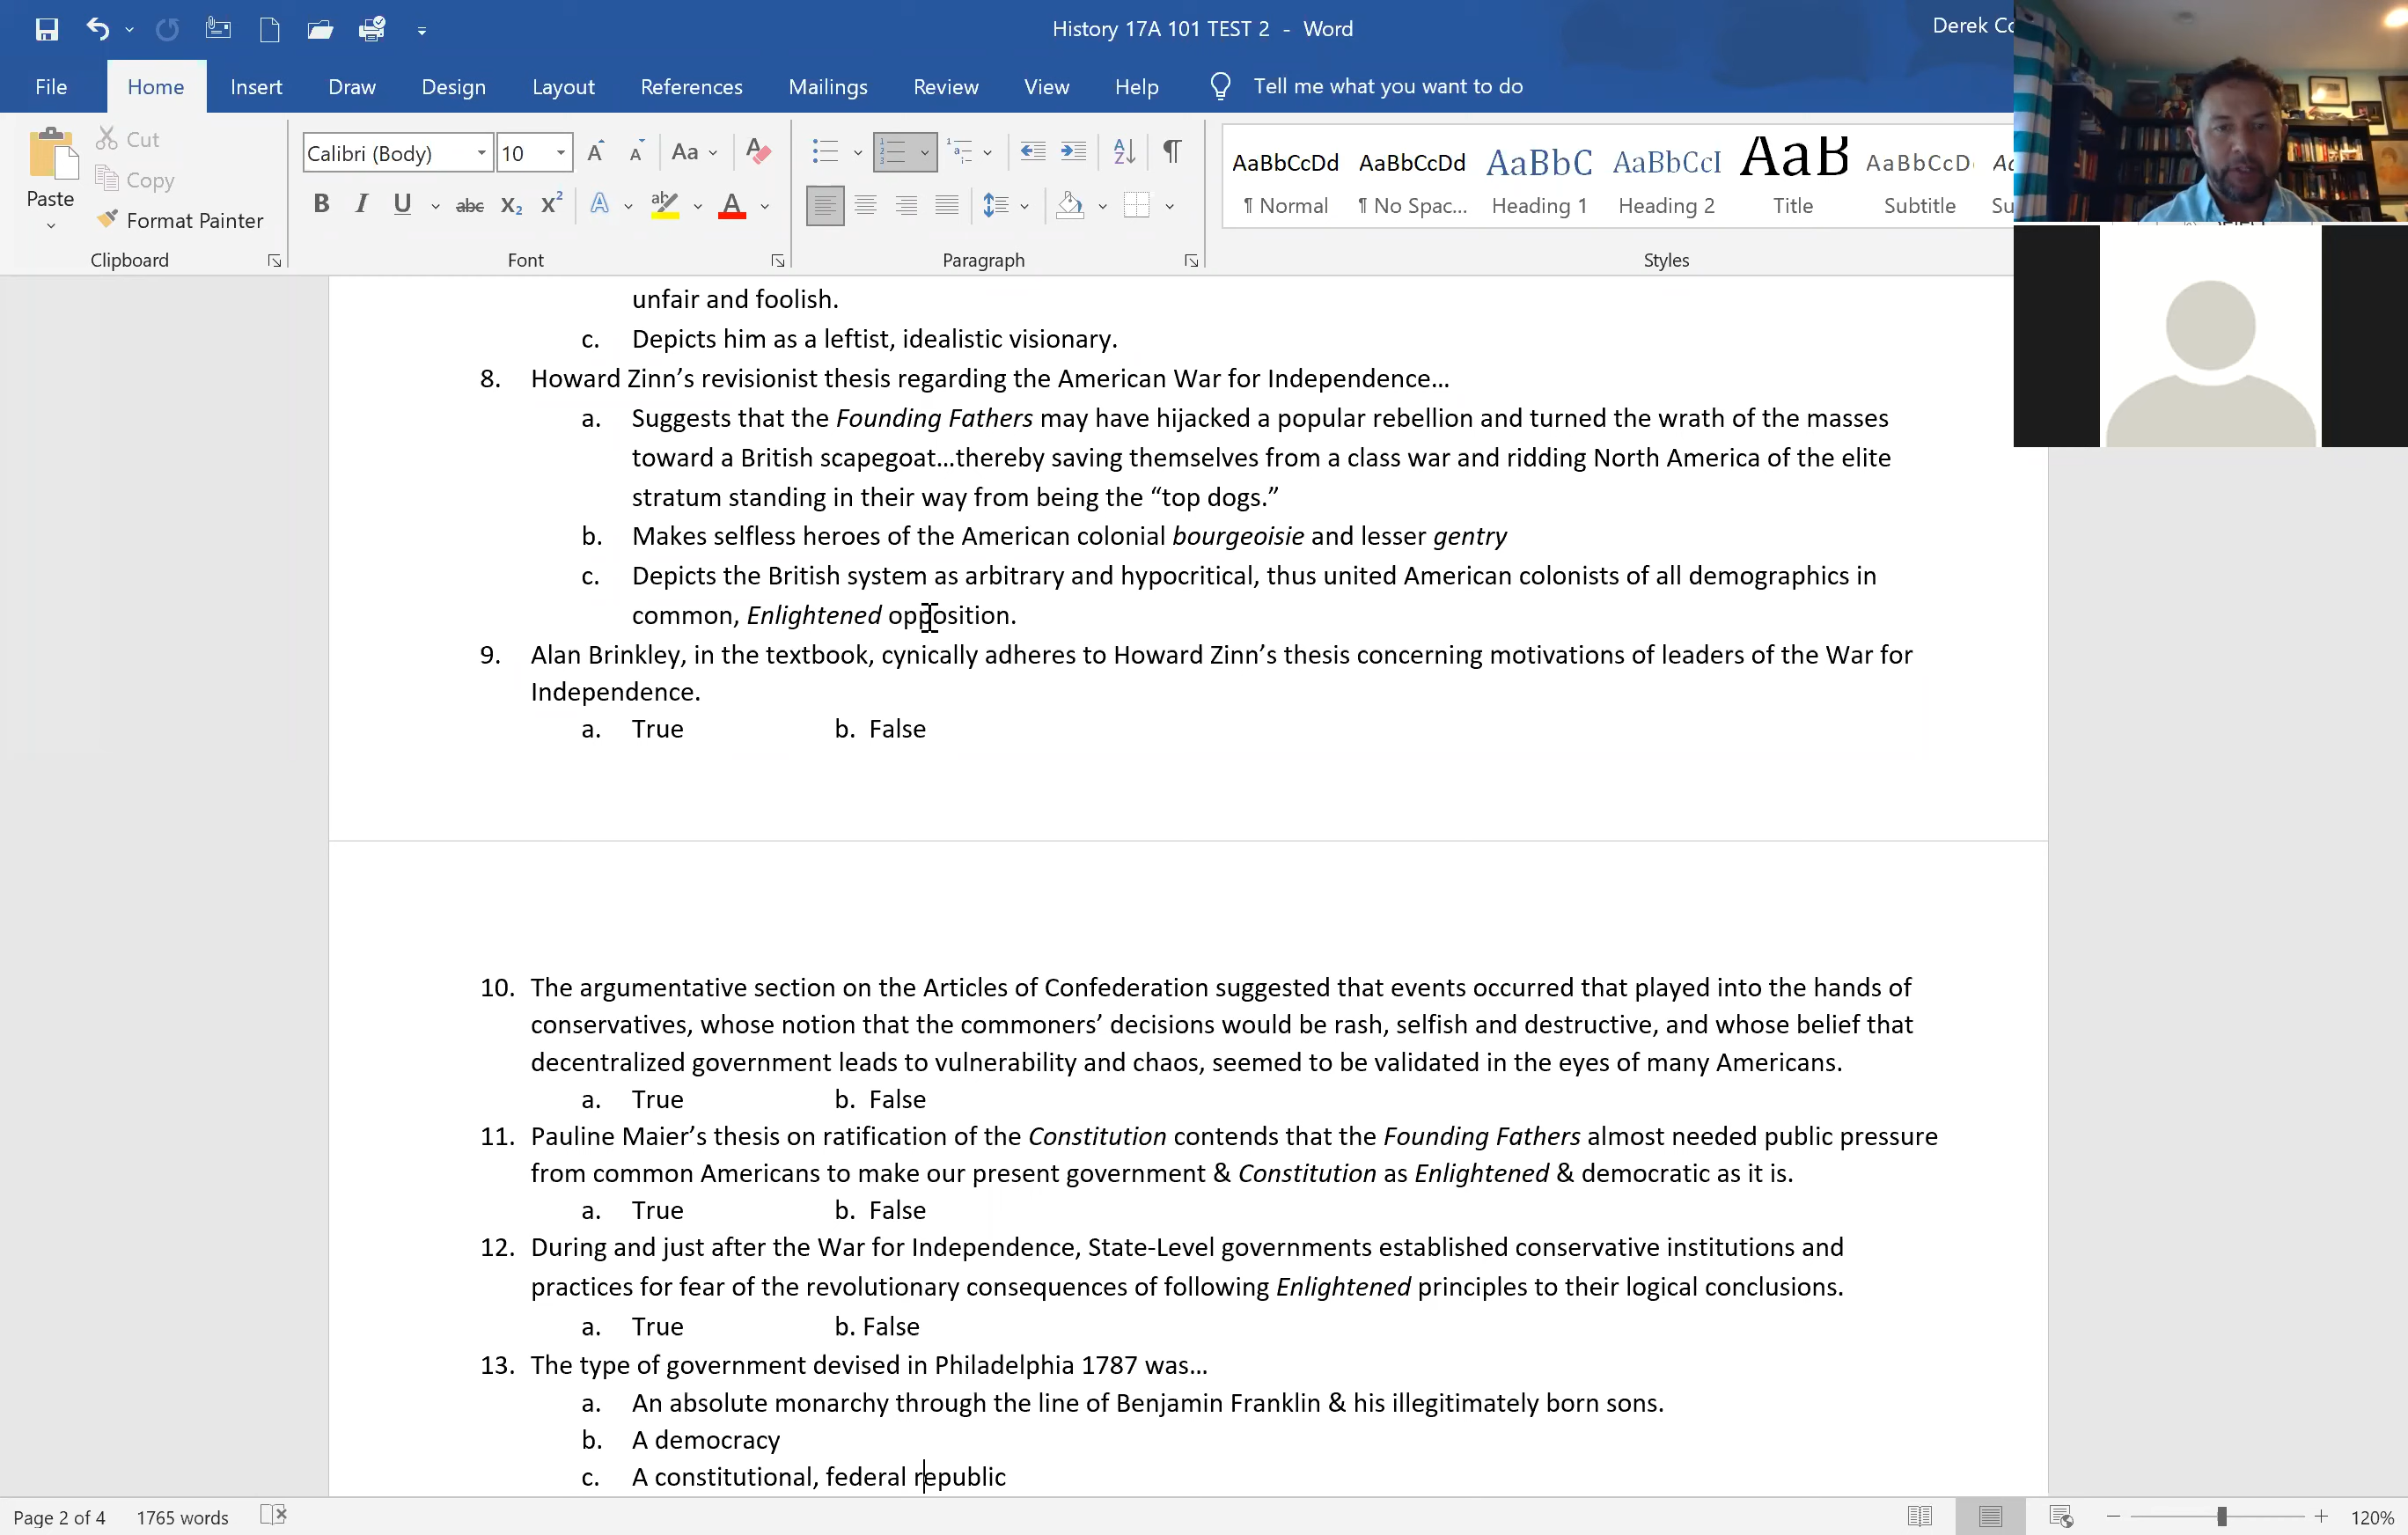 History 17A 101 TEST 2 - Word
Derek Co
File Home Insert Draw Design Layout References Mailings Review View Help Tell me what you want to do
Paste
Cut
Copy
Format Painter
Clipboard
Calibri (Body) 10
Aa
B I U abc X₂ X²
A
Font
Paragraph
AaBbCcDd AaBbCcDd AaBbC AaBbCcI AaB AaBbCcD
¶ Normal ¶ No Spac... Heading 1 Heading 2 Title Subtitle Su
Styles
unfair and foolish.
c. Depicts him as a leftist, idealistic visionary.
8. Howard Zinn’s revisionist thesis regarding the American War for Independence…
a. Suggests that the Founding Fathers may have hijacked a popular rebellion and turned the wrath of the masses
toward a British scapegoat…thereby saving themselves from a class war and ridding North America of the elite
stratum standing in their way from being the “top dogs.”
b. Makes selfless heroes of the American colonial bourgeoisie and lesser gentry
c. Depicts the British system as arbitrary and hypocritical, thus united American colonists of all demographics in
common, Enlightened opposition.
9. Alan Brinkley, in the textbook, cynically adheres to Howard Zinn’s thesis concerning motivations of leaders of the War for
Independence.
a. True b. False
10. The argumentative section on the Articles of Confederation suggested that events occurred that played into the hands of
conservatives, whose notion that the commoners’ decisions would be rash, selfish and destructive, and whose belief that
decentralized government leads to vulnerability and chaos, seemed to be validated in the eyes of many Americans.
a. True b. False
11. Pauline Maier’s thesis on ratification of the Constitution contends that the Founding Fathers almost needed public pressure
from common Americans to make our present government & Constitution as Enlightened & democratic as it is.
a. True b. False
12. During and just after the War for Independence, State-Level governments established conservative institutions and
practices for fear of the revolutionary consequences of following Enlightened principles to their logical conclusions.
a. True b. False
13. The type of government devised in Philadelphia 1787 was…
a. An absolute monarchy through the line of Benjamin Franklin & his illegitimately born sons.
b. A democracy
c. A constitutional, federal republic
Page 2 of 4 1765 words 120%